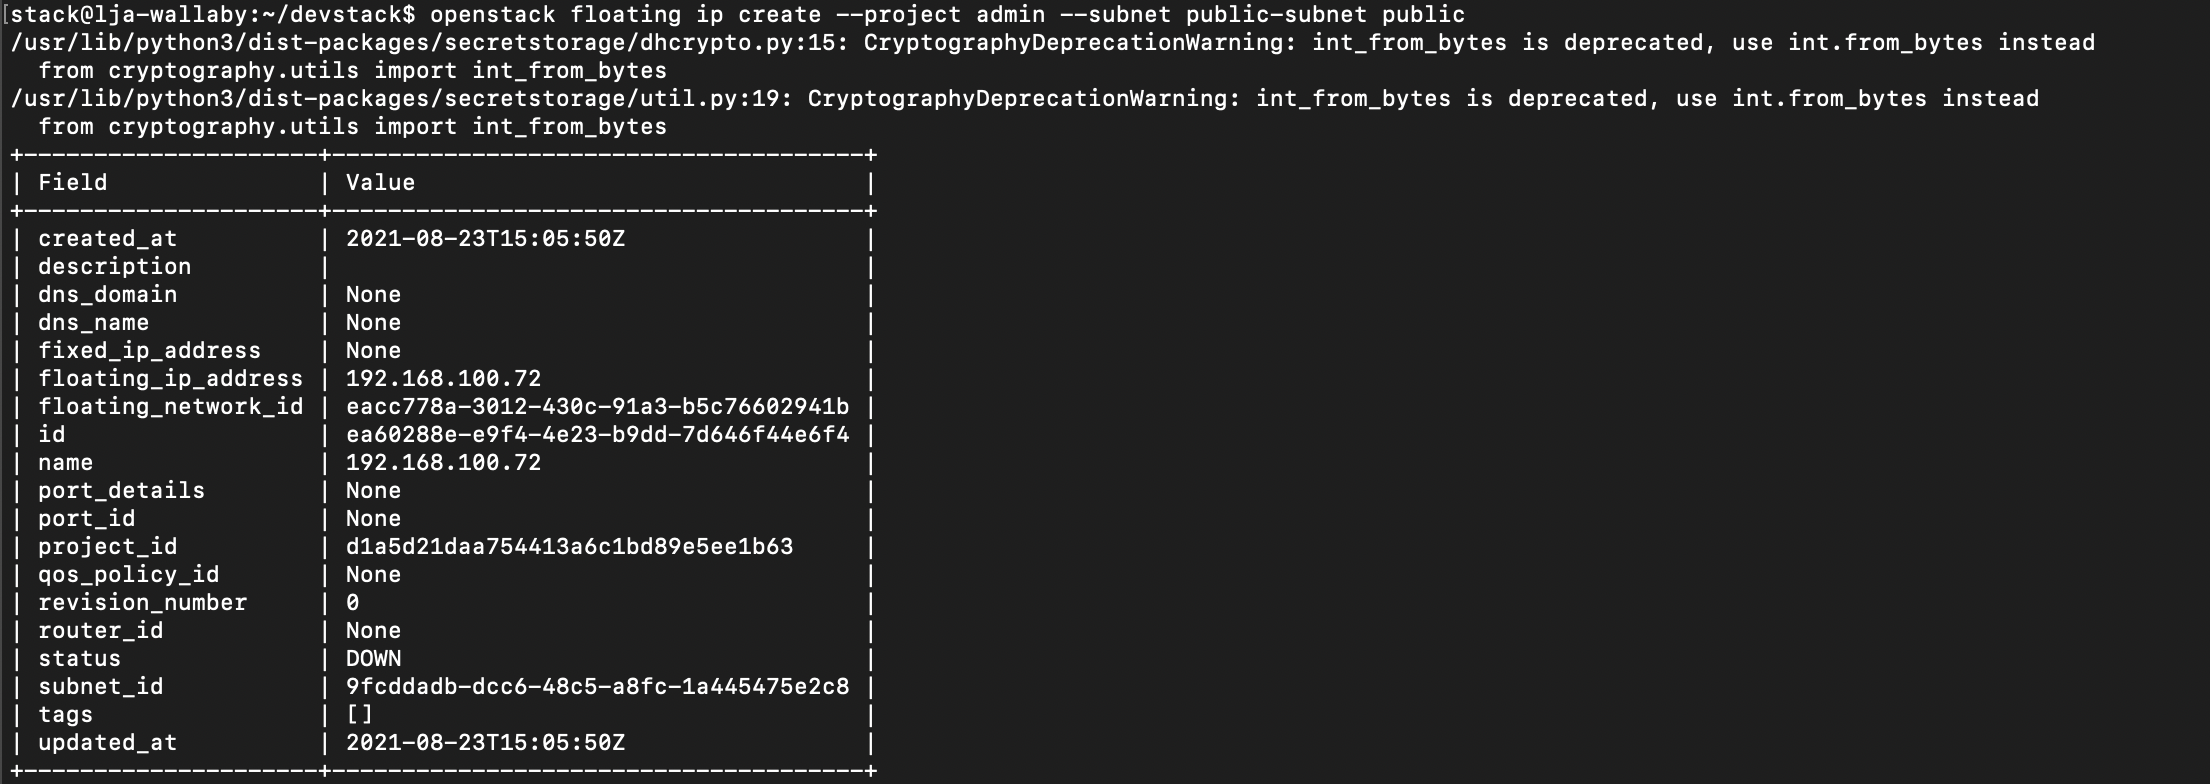 [stack@lja-wallaby:~/devstack$ openstack floating ip create --project admin --subnet public-subnet public
/usr/lib/python3/dist-packages/secretstorage/dhcrypto.py:15: CryptographyDeprecationWarning: int_from_bytes is deprecated, use int.from_bytes instead
  from cryptography.utils import int_from_bytes
/usr/lib/python3/dist-packages/secretstorage/util.py:19: CryptographyDeprecationWarning: int_from_bytes is deprecated, use int.from_bytes instead
  from cryptography.utils import int_from_bytes
+---------------------+--------------------------------------+
| Field               | Value                                |
+---------------------+--------------------------------------+
| created_at          | 2021-08-23T15:05:50Z                 |
| description         |                                      |
| dns_domain          | None                                 |
| dns_name            | None                                 |
| fixed_ip_address    | None                                 |
| floating_ip_address | 192.168.100.72                       |
| floating_network_id | eacc778a-3012-430c-91a3-b5c76602941b |
| id                  | ea60288e-e9f4-4e23-b9dd-7d646f44e6f4 |
| name                | 192.168.100.72                       |
| port_details        | None                                 |
| port_id             | None                                 |
| project_id          | d1a5d21daa754413a6c1bd89e5ee1b63     |
| qos_policy_id       | None                                 |
| revision_number     | 0                                    |
| router_id           | None                                 |
| status              | DOWN                                 |
| subnet_id           | 9fcddadb-dcc6-48c5-a8fc-1a445475e2c8 |
| tags                | []                                   |
| updated_at          | 2021-08-23T15:05:50Z                 |
+---------------------+--------------------------------------+